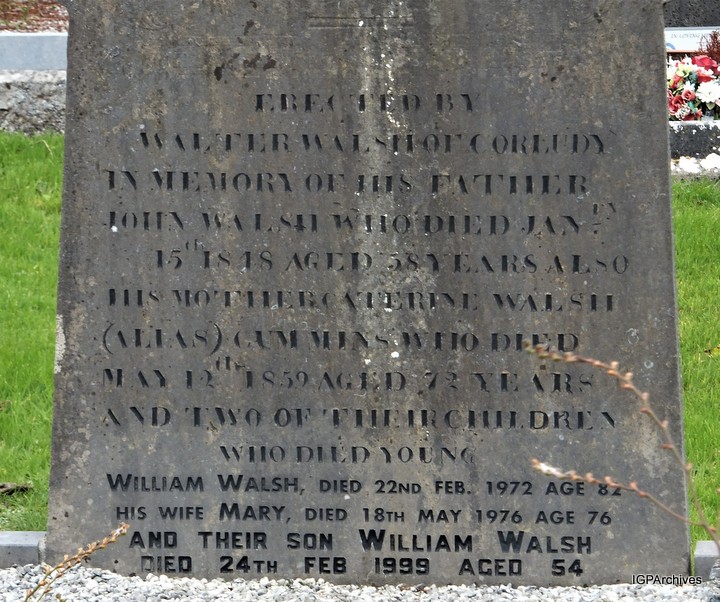 ERECTED BY
WALTER WALSH OF CORLUDY
IN MEMORY OF HIS FATHER
JOHN WALSH WHO DIED JAN.RY
15th 1848 AGED 58 YEARS ALSO
HIS MOTHER CATERINE WALSH
(ALIAS) CUMMINS WHO DIED
MAY 12th 1859 AGED 72 YEARS
AND TWO OF THEIR CHILDREN
WHO DIED YOUNG
WILLIAM WALSH, DIED 22ND FEB. 1972 AGE 82
HIS WIFE MARY, DIED 18TH MAY 1976 AGE 76
AND THEIR SON WILLIAM WALSH
DIED 24TH FEB 1999 AGED 54
IGPArchives